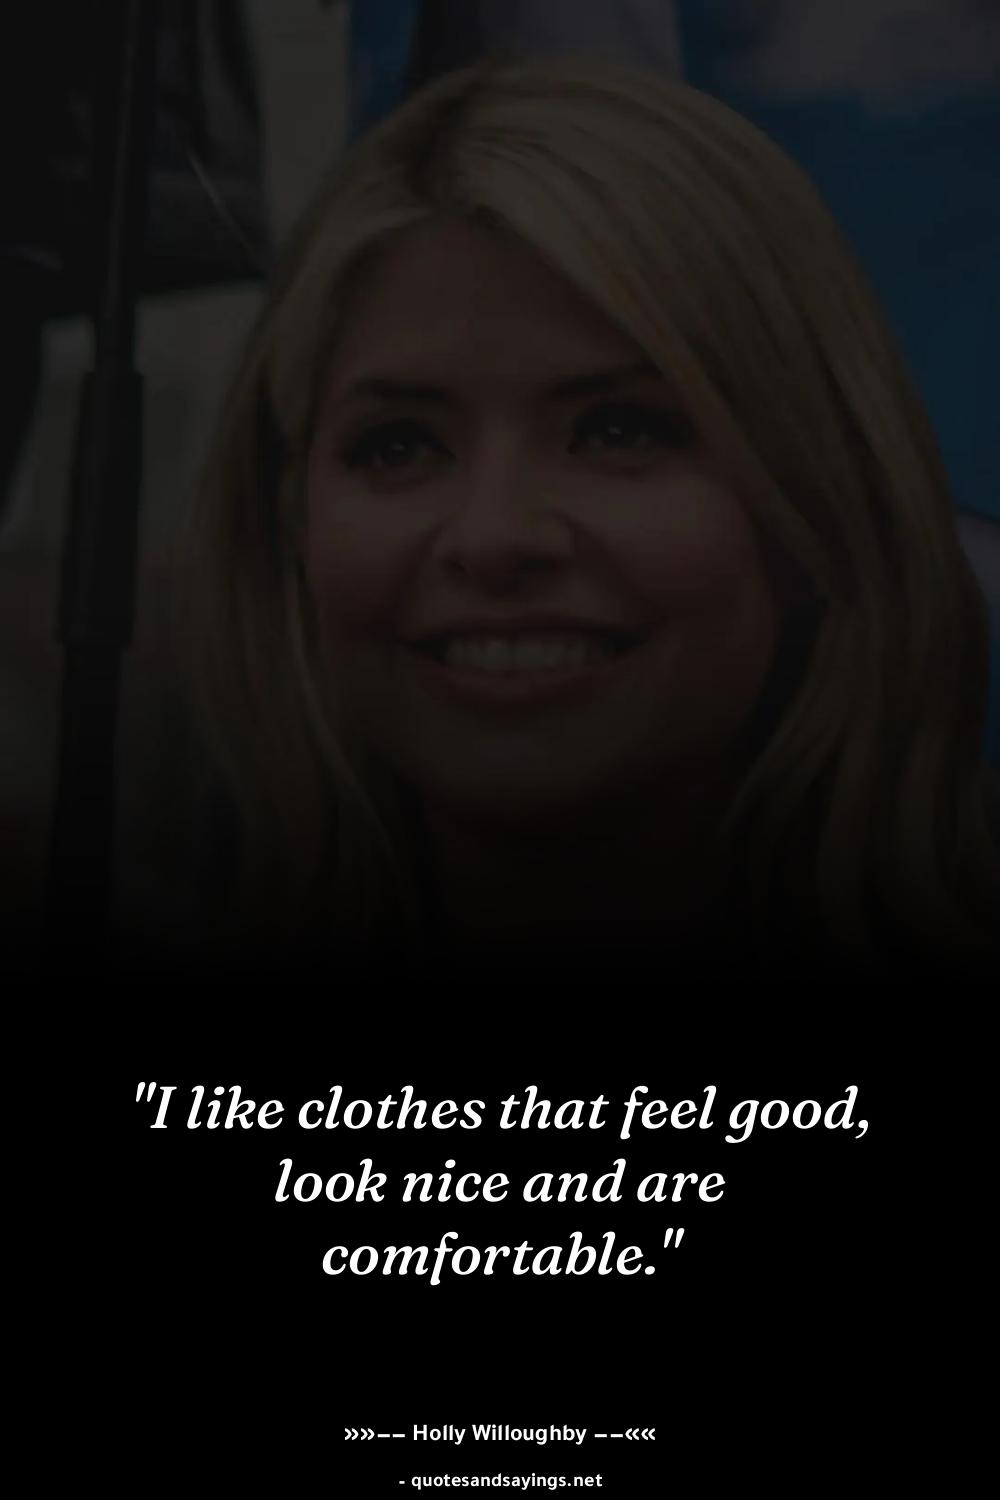 "I like clothes that feel good,
look nice and are
comfortable."
»»−− Holly Willoughby −−««
- quotesandsayings.net